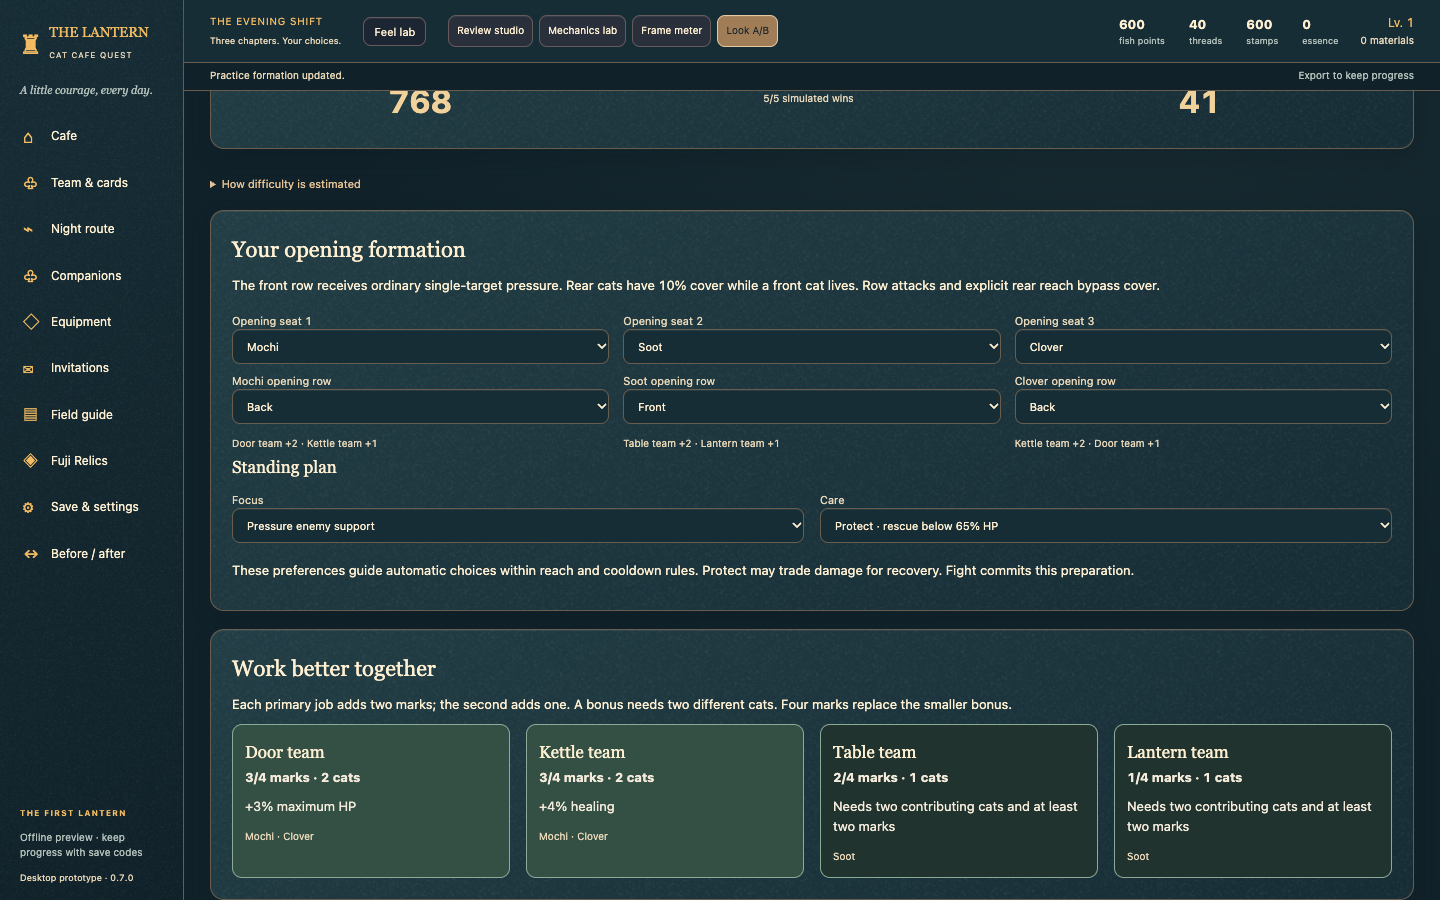 THE LANTERN
CAT CAFE QUEST
A little courage, every day.
Cafe
Team & cards
Night route
Companions
Equipment
Invitations
Field guide
Fuji Relics
Save & settings
Before / after
THE FIRST LANTERN
Offline preview · keep
progress with save codes
Desktop prototype · 0.7.0
THE EVENING SHIFT
Three chapters. Your choices.
Feel lab
Review studio
Mechanics lab
Frame meter
Look A/B
600
fish points
40
threads
600
stamps
0
essence
Lv. 1
0 materials
Practice formation updated.
Export to keep progress
768
5/5 simulated wins
41
How difficulty is estimated
Your opening formation
The front row receives ordinary single-target pressure. Rear cats have 10% cover while a front cat lives. Row attacks and explicit rear reach bypass cover.
Opening seat 1
Opening seat 2
Opening seat 3
Mochi
Soot
Clover
Mochi opening row
Soot opening row
Clover opening row
Back
Front
Back
Door team +2 · Kettle team +1
Table team +2 · Lantern team +1
Kettle team +2 · Door team +1
Standing plan
Focus
Care
Pressure enemy support
Protect · rescue below 65% HP
These preferences guide automatic choices within reach and cooldown rules. Protect may trade damage for recovery. Fight commits this preparation.
Work better together
Each primary job adds two marks; the second adds one. A bonus needs two different cats. Four marks replace the smaller bonus.
Door team
3/4 marks · 2 cats
+3% maximum HP
Mochi · Clover
Kettle team
3/4 marks · 2 cats
+4% healing
Mochi · Clover
Table team
2/4 marks · 1 cats
Needs two contributing cats and at least
two marks
Soot
Lantern team
1/4 marks · 1 cats
Needs two contributing cats and at least
two marks
Soot